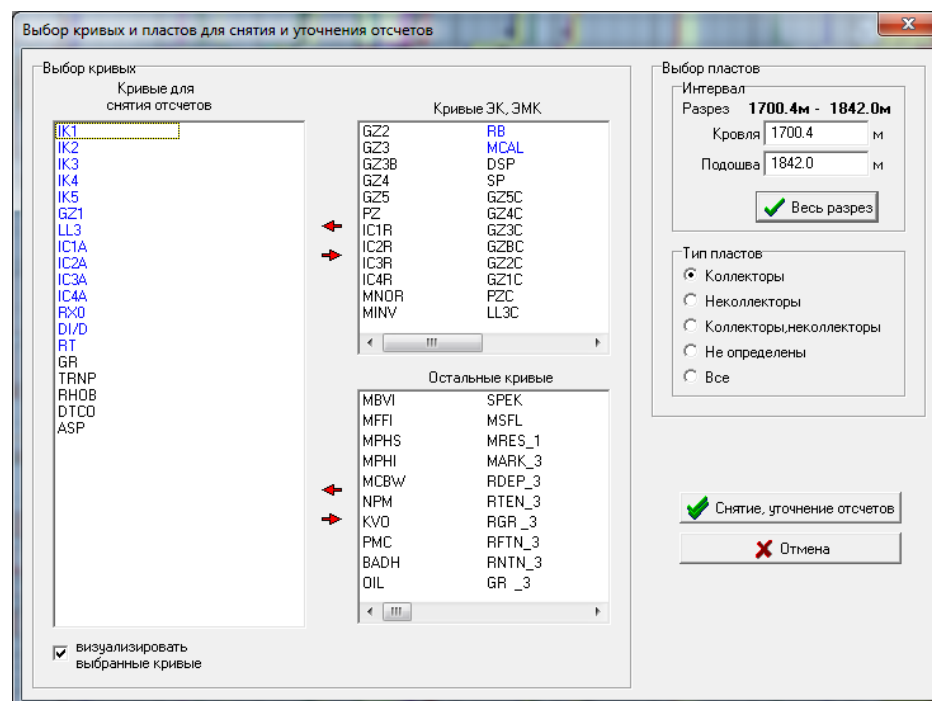 Выбор кривых и пластов для снятия и уточнения отсчетов
Выбор кривых
Кривые для
снятия отсчетов
IK1
IK2
IK3
IK4
IK5
GZ1
LL3
IC1A
IC2A
IC3A
IC4A
RXO
DI/D
RT
GR
TRNP
RHOB
DTCO
ASP
визуализировать
выбранные кривые
Кривые ЭК, ЭМК
GZ2 RB
GZ3 MCAL
GZ3B DSP
GZ4 SP
GZ5 GZ5C
PZ GZ4C
IC1R GZ3C
IC2R GZBC
IC3R GZ2C
IC4R GZ1C
MNOR PZC
MINV LL3C
Остальные кривые
MBVI SPEK
MFFI MSFL
MPHS MRES_1
MPHI MARK_3
MCBW RDEP_3
NPM RTEN_3
KVO RGR _3
PMC RFTN_3
BADH RNTN_3
OIL GR _3
Выбор пластов
Интервал
Разрез 1700.4м - 1842.0м
Кровля 1700.4 м
Подошва 1842.0 м
Весь разрез
Тип пластов
Коллекторы
Неколлекторы
Коллекторы,неколлекторы
Не определены
Все
Снятие, уточнение отсчетов
Отмена